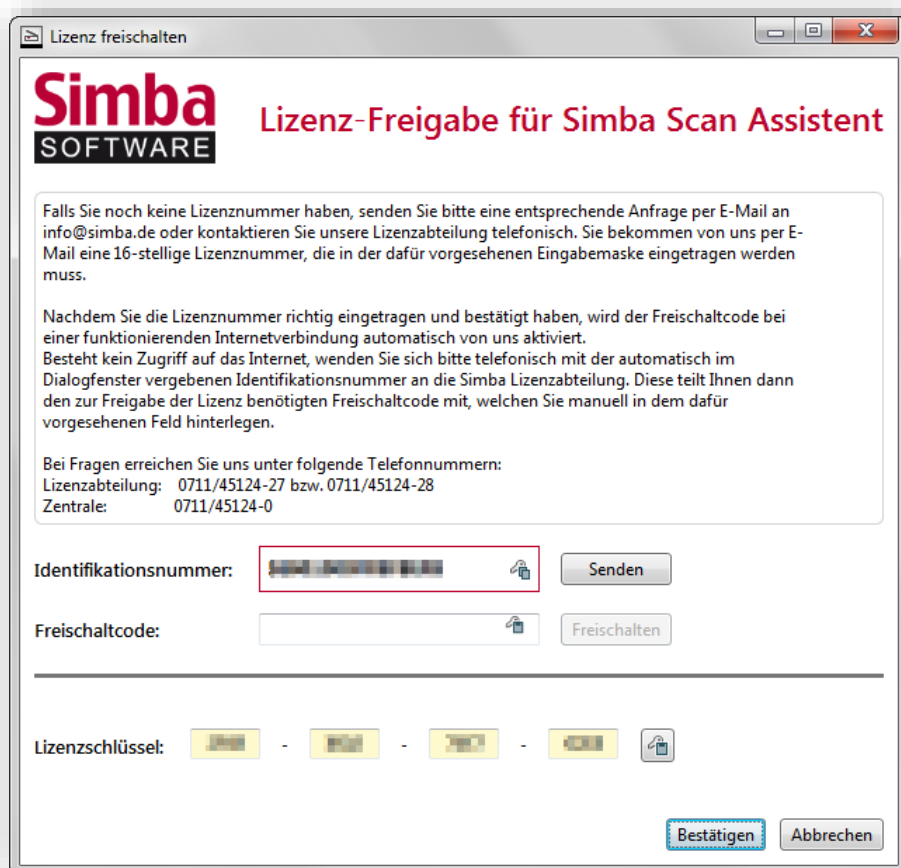 Lizenz freischalten
Simba
SOFTWARE
Lizenz-Freigabe für Simba Scan Assistent
Falls Sie noch keine Lizenznummer haben, senden Sie bitte eine entsprechende Anfrage per E-Mail an
info@simba.de oder kontaktieren Sie unsere Lizenzabteilung telefonisch. Sie bekommen von uns per E-
Mail eine 16-stellige Lizenznummer, die in der dafür vorgesehenen Eingabemaske eingetragen werden
muss.
Nachdem Sie die Lizenznummer richtig eingetragen und bestätigt haben, wird der Freischaltcode bei
einer funktionierenden Internetverbindung automatisch von uns aktiviert.
Besteht kein Zugriff auf das Internet, wenden Sie sich bitte telefonisch mit der automatisch im
Dialogfenster vergebenen Identifikationsnummer an die Simba Lizenzabteilung. Diese teilt Ihnen dann
den zur Freigabe der Lizenz benötigten Freischaltcode mit, welchen Sie manuell in dem dafür
vorgesehenen Feld hinterlegen.
Bei Fragen erreichen Sie uns unter folgende Telefonnummern:
Lizenzabteilung: 0711/45124-27 bzw. 0711/45124-28
Zentrale: 0711/45124-0
Identifikationsnummer: Senden
Freischaltcode: Freischalten
Lizenzschlüssel: - - -
Bestätigen Abbrechen